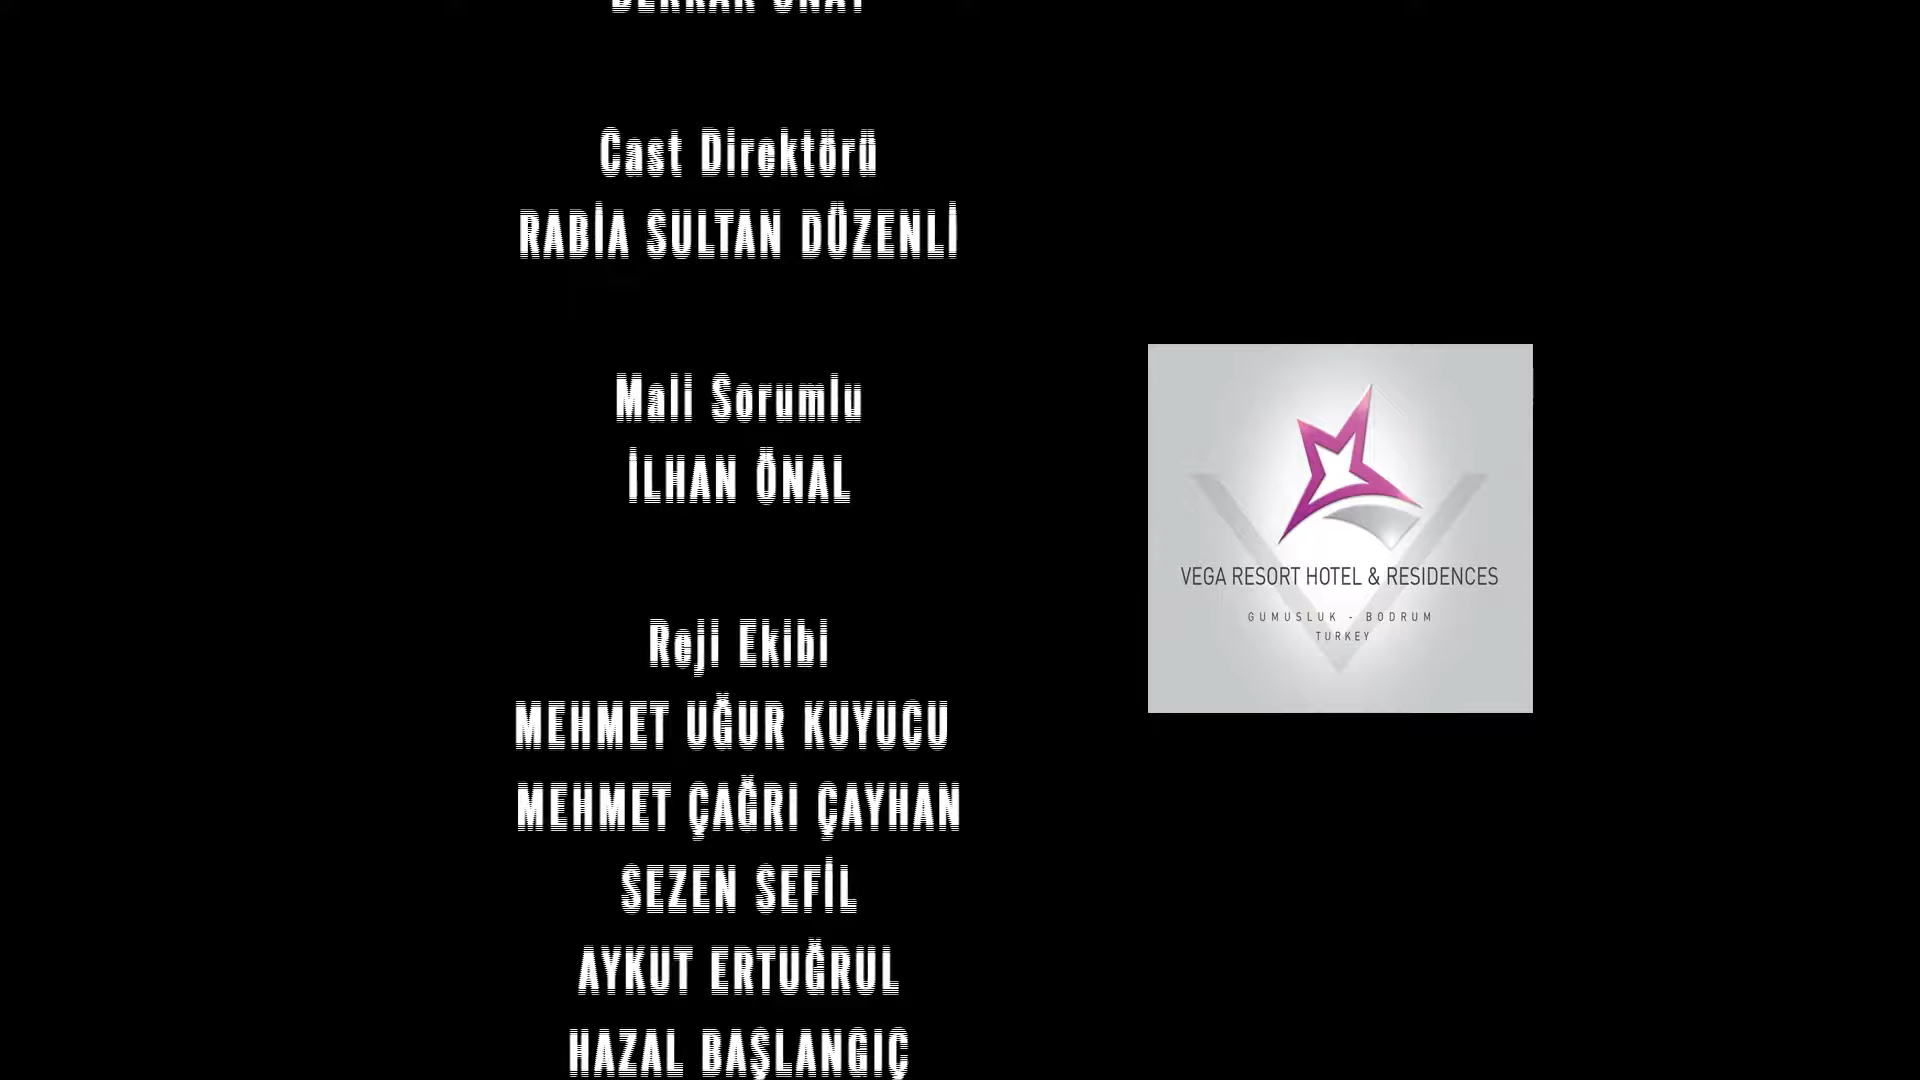 Cast Direktörü
RABİA SULTAN DÜZENLİ
Mali Sorumlu
İLHAN ÖNAL
Reji Ekibi
MEHMET UĞUR KUYUCU
MEHMET ÇAĞRI ÇAYHAN
SEZEN SEFİL
AYKUT ERTUĞRUL
HAZAL BAŞLANGIÇ
VEGA RESORT HOTEL & RESIDENCES
GUMUSLUK - BODRUM
TURKEY